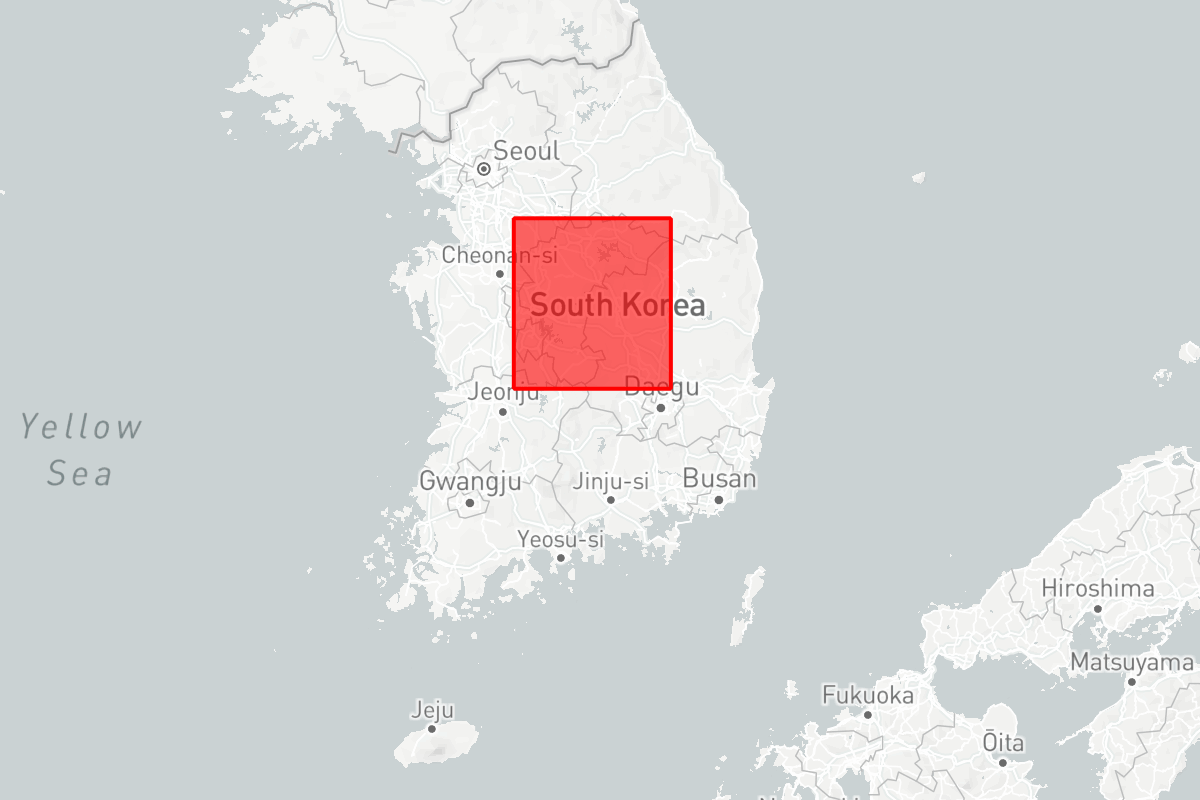 Seoul
Cheonan-si
South Korea
Daegu
Jeonju
Yellow
Sea
Gwangju
Jinju-si
Busan
Yeosu-si
Hiroshima
Matsuyama
Fukuoka
Jeju
Ōita